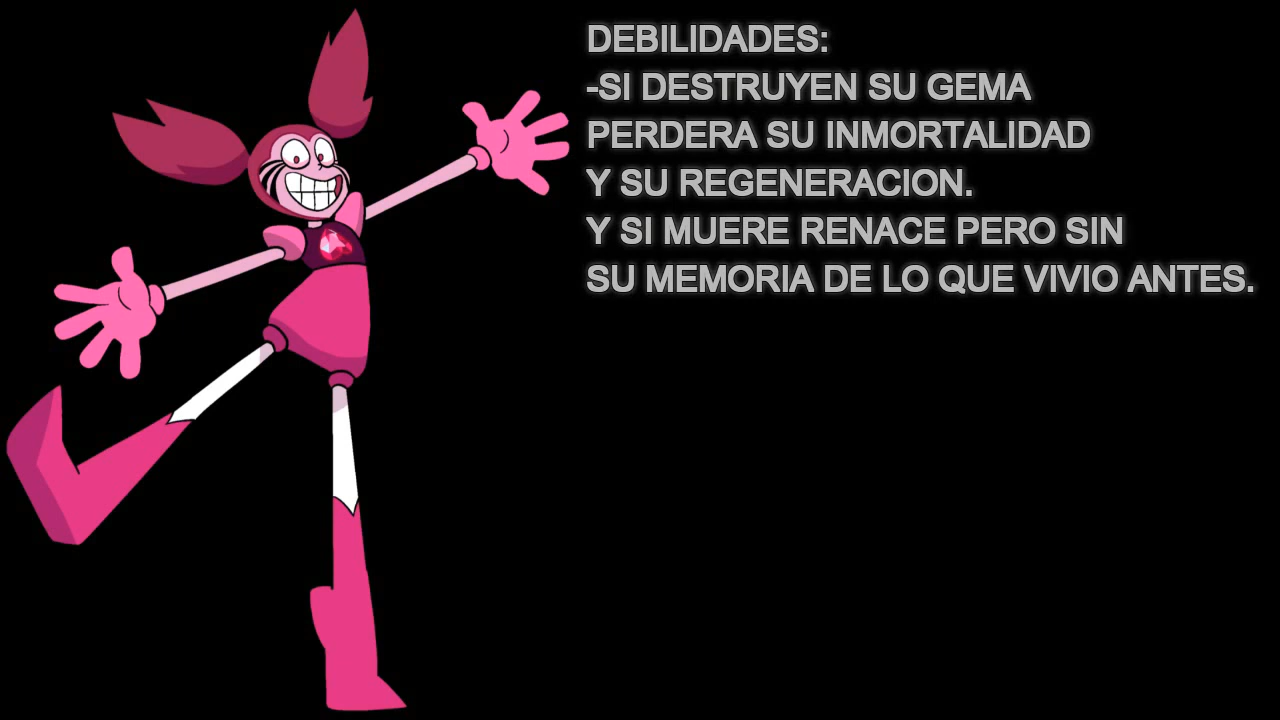 DEBILIDADES:
-SI DESTRUYEN SU GEMA
PERDERA SU INMORTALIDAD
Y SU REGENERACION.
Y SI MUERE RENACE PERO SIN
SU MEMORIA DE LO QUE VIVIO ANTES.